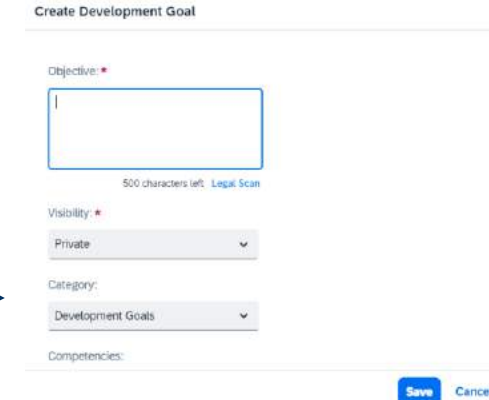 Create Development Goal
Objective: *
500 characters left Legal Scan
Visibility: *
Private
Category:
Development Goals
Competencies:
Save Cance